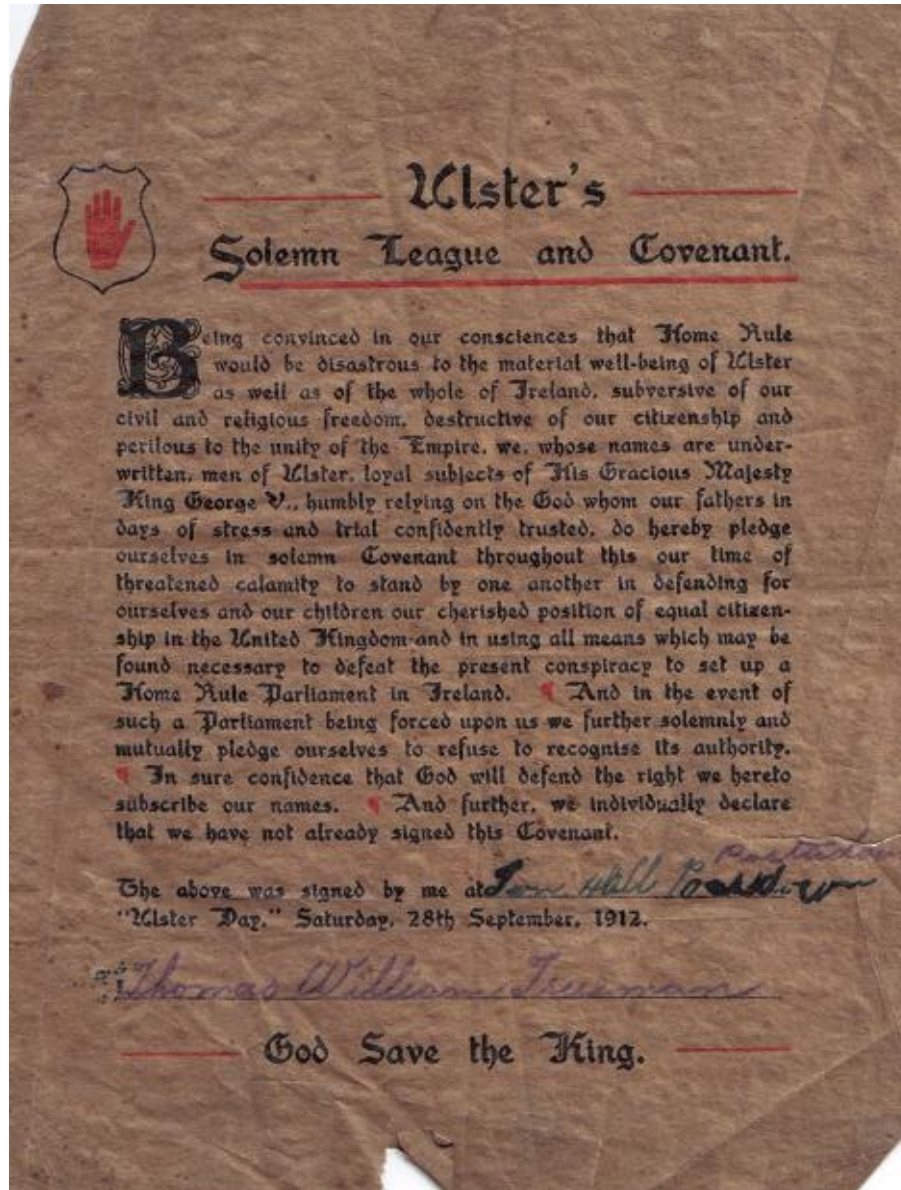 Ulster's
Solemn League and Covenant.
Being convinced in our consciences that Home Rule
would be disastrous to the material well-being of Ulster
as well as of the whole of Ireland, subversive of our
civil and religious freedom, destructive of our citizenship and
perilous to the unity of the Empire, we, whose names are under-
written, men of Ulster, loyal subjects of His Gracious Majesty
King George V., humbly relying on the God whom our fathers in
days of stress and trial confidently trusted, do hereby pledge
ourselves in solemn Covenant throughout this our time of
threatened calamity to stand by one another in defending for
ourselves and our children our cherished position of equal citizen-
ship in the United Kingdom and in using all means which may be
found necessary to defeat the present conspiracy to set up a
Home Rule Parliament in Ireland. ¶ And in the event of
such a Parliament being forced upon us we further solemnly and
mutually pledge ourselves to refuse to recognise its authority.
¶ In sure confidence that God will defend the right we hereto
subscribe our names. ¶ And further, we individually declare
that we have not already signed this Covenant.
Portadown
The above was signed by me at Town Hall Portadown
"Ulster Day," Saturday, 28th September, 1912.
Thomas William Trueman
God Save the King.